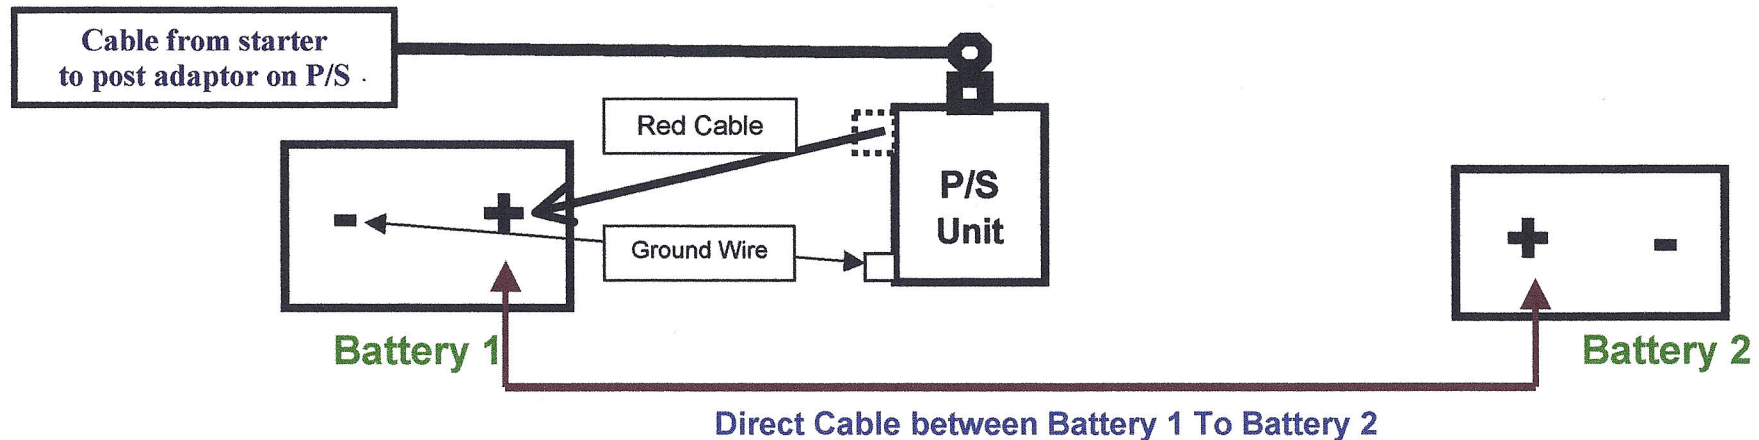 Cable from starter
to post adaptor on P/S .
Red Cable
P/S
Unit
-
+
Ground Wire
+
-
Battery 1
Battery 2
Direct Cable between Battery 1 To Battery 2